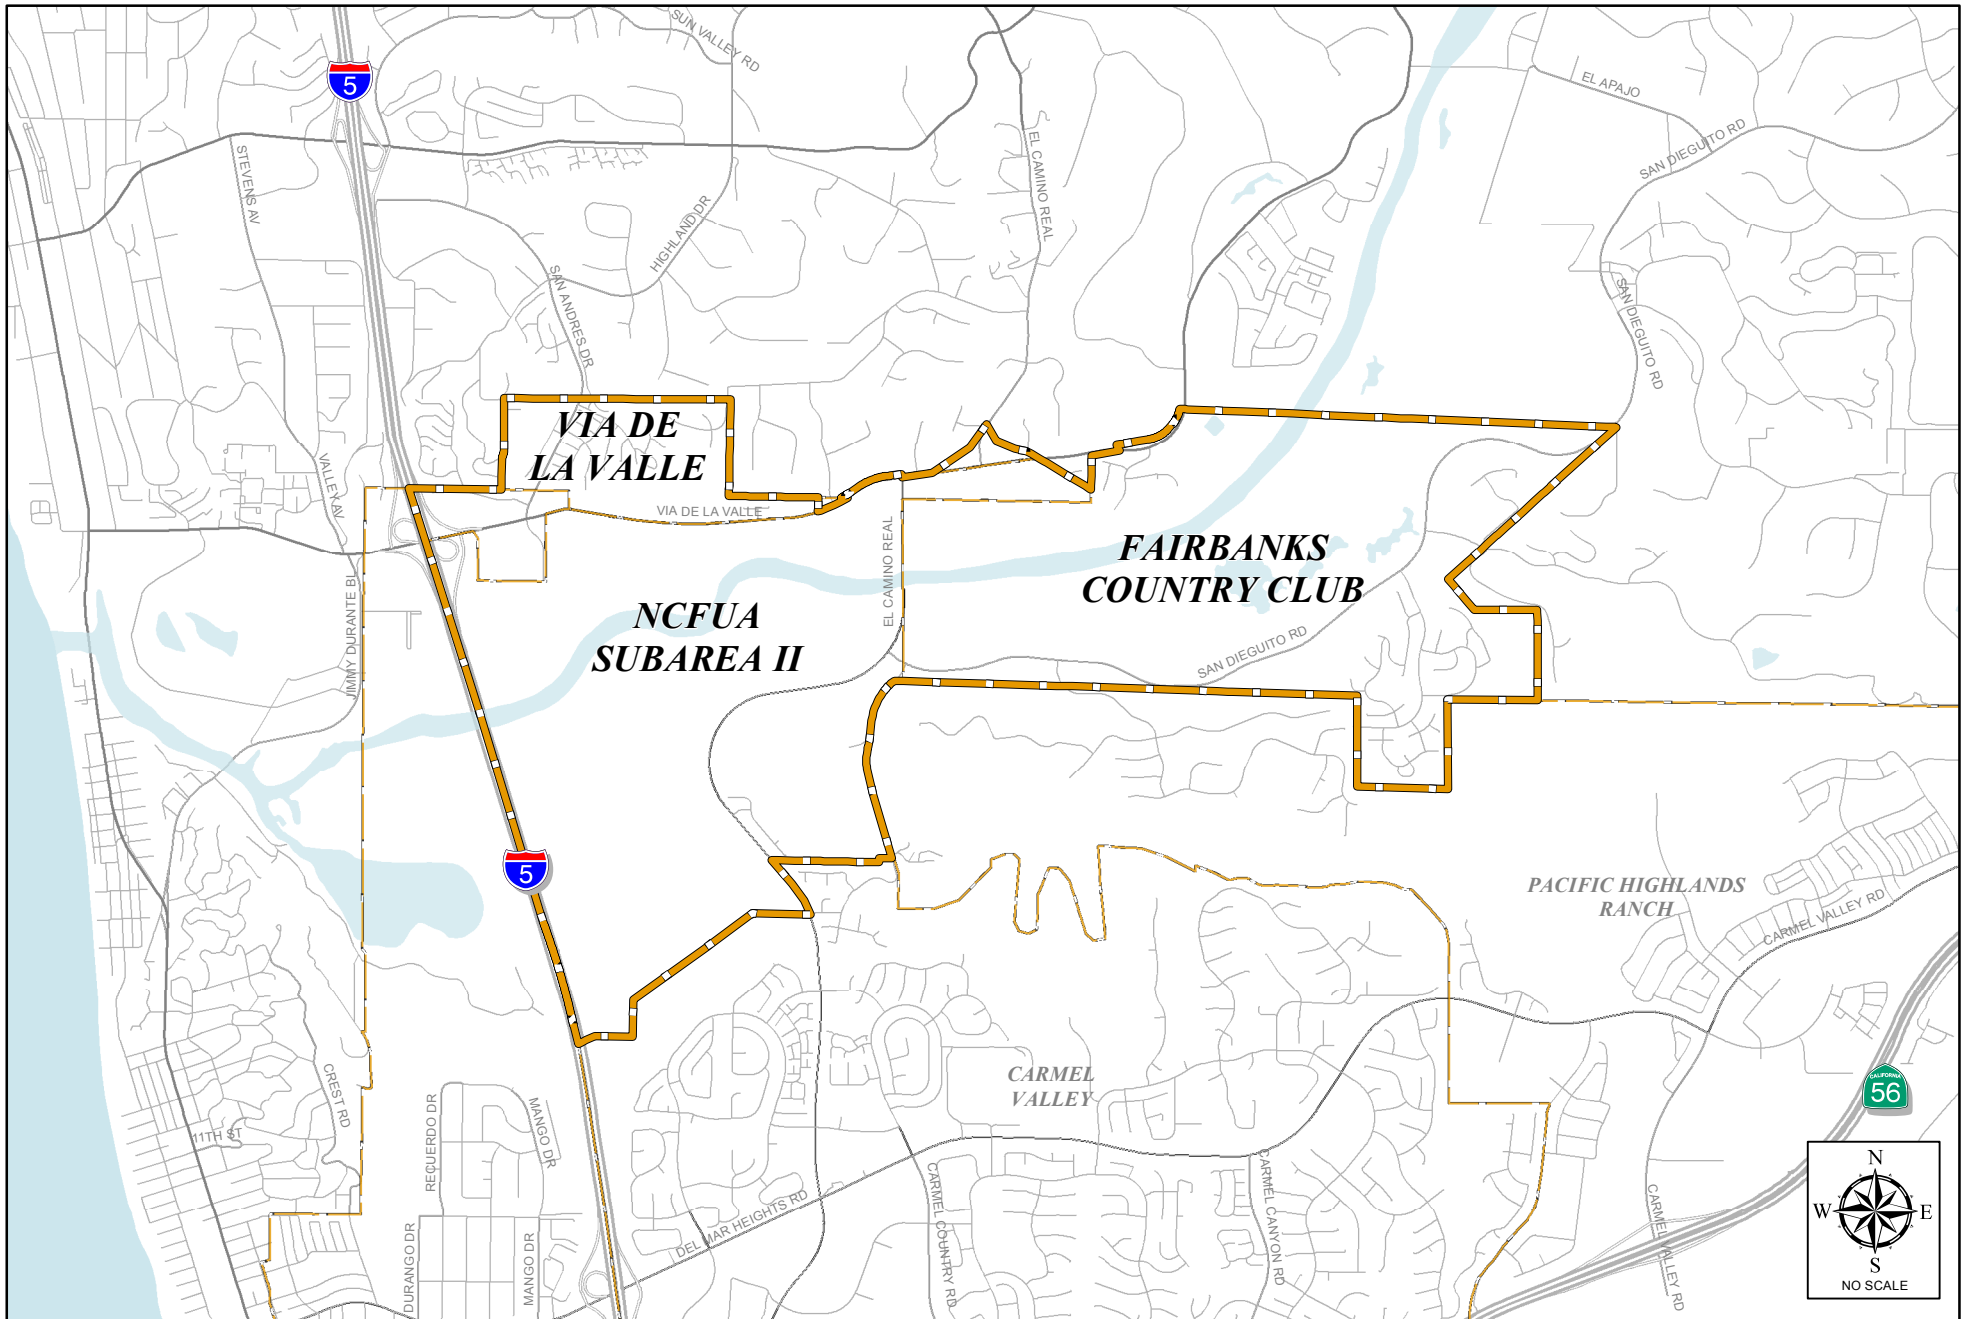 5
SUN VALLEY RD
EL APAJO
SAN DIEGUITO RD
STEVENS AV
EL CAMINO REAL
HIGHLAND DR
SAN ANDRES DR
SAN DIEGUITO RD
VIA DE
LA VALLE
VALLEY AV
VIA DE LA VALLE
EL CAMINO REAL
FAIRBANKS
COUNTRY CLUB
NCFUA
SUBAREA II
JIMMY DURANTE BL
SAN DIEGUITO RD
5
PACIFIC HIGHLANDS
RANCH
CARMEL VALLEY RD
CARMEL
VALLEY
CALIFORNIA
56
CREST RD
11TH ST
RECUERDO DR
MANGO DR
DURANGO DR
MANGO DR
DEL MAR HEIGHTS RD
CARMEL COUNTRY RD
CARMEL CANYON RD
CARMEL VALLEY RD
N
W
E
S
NO SCALE